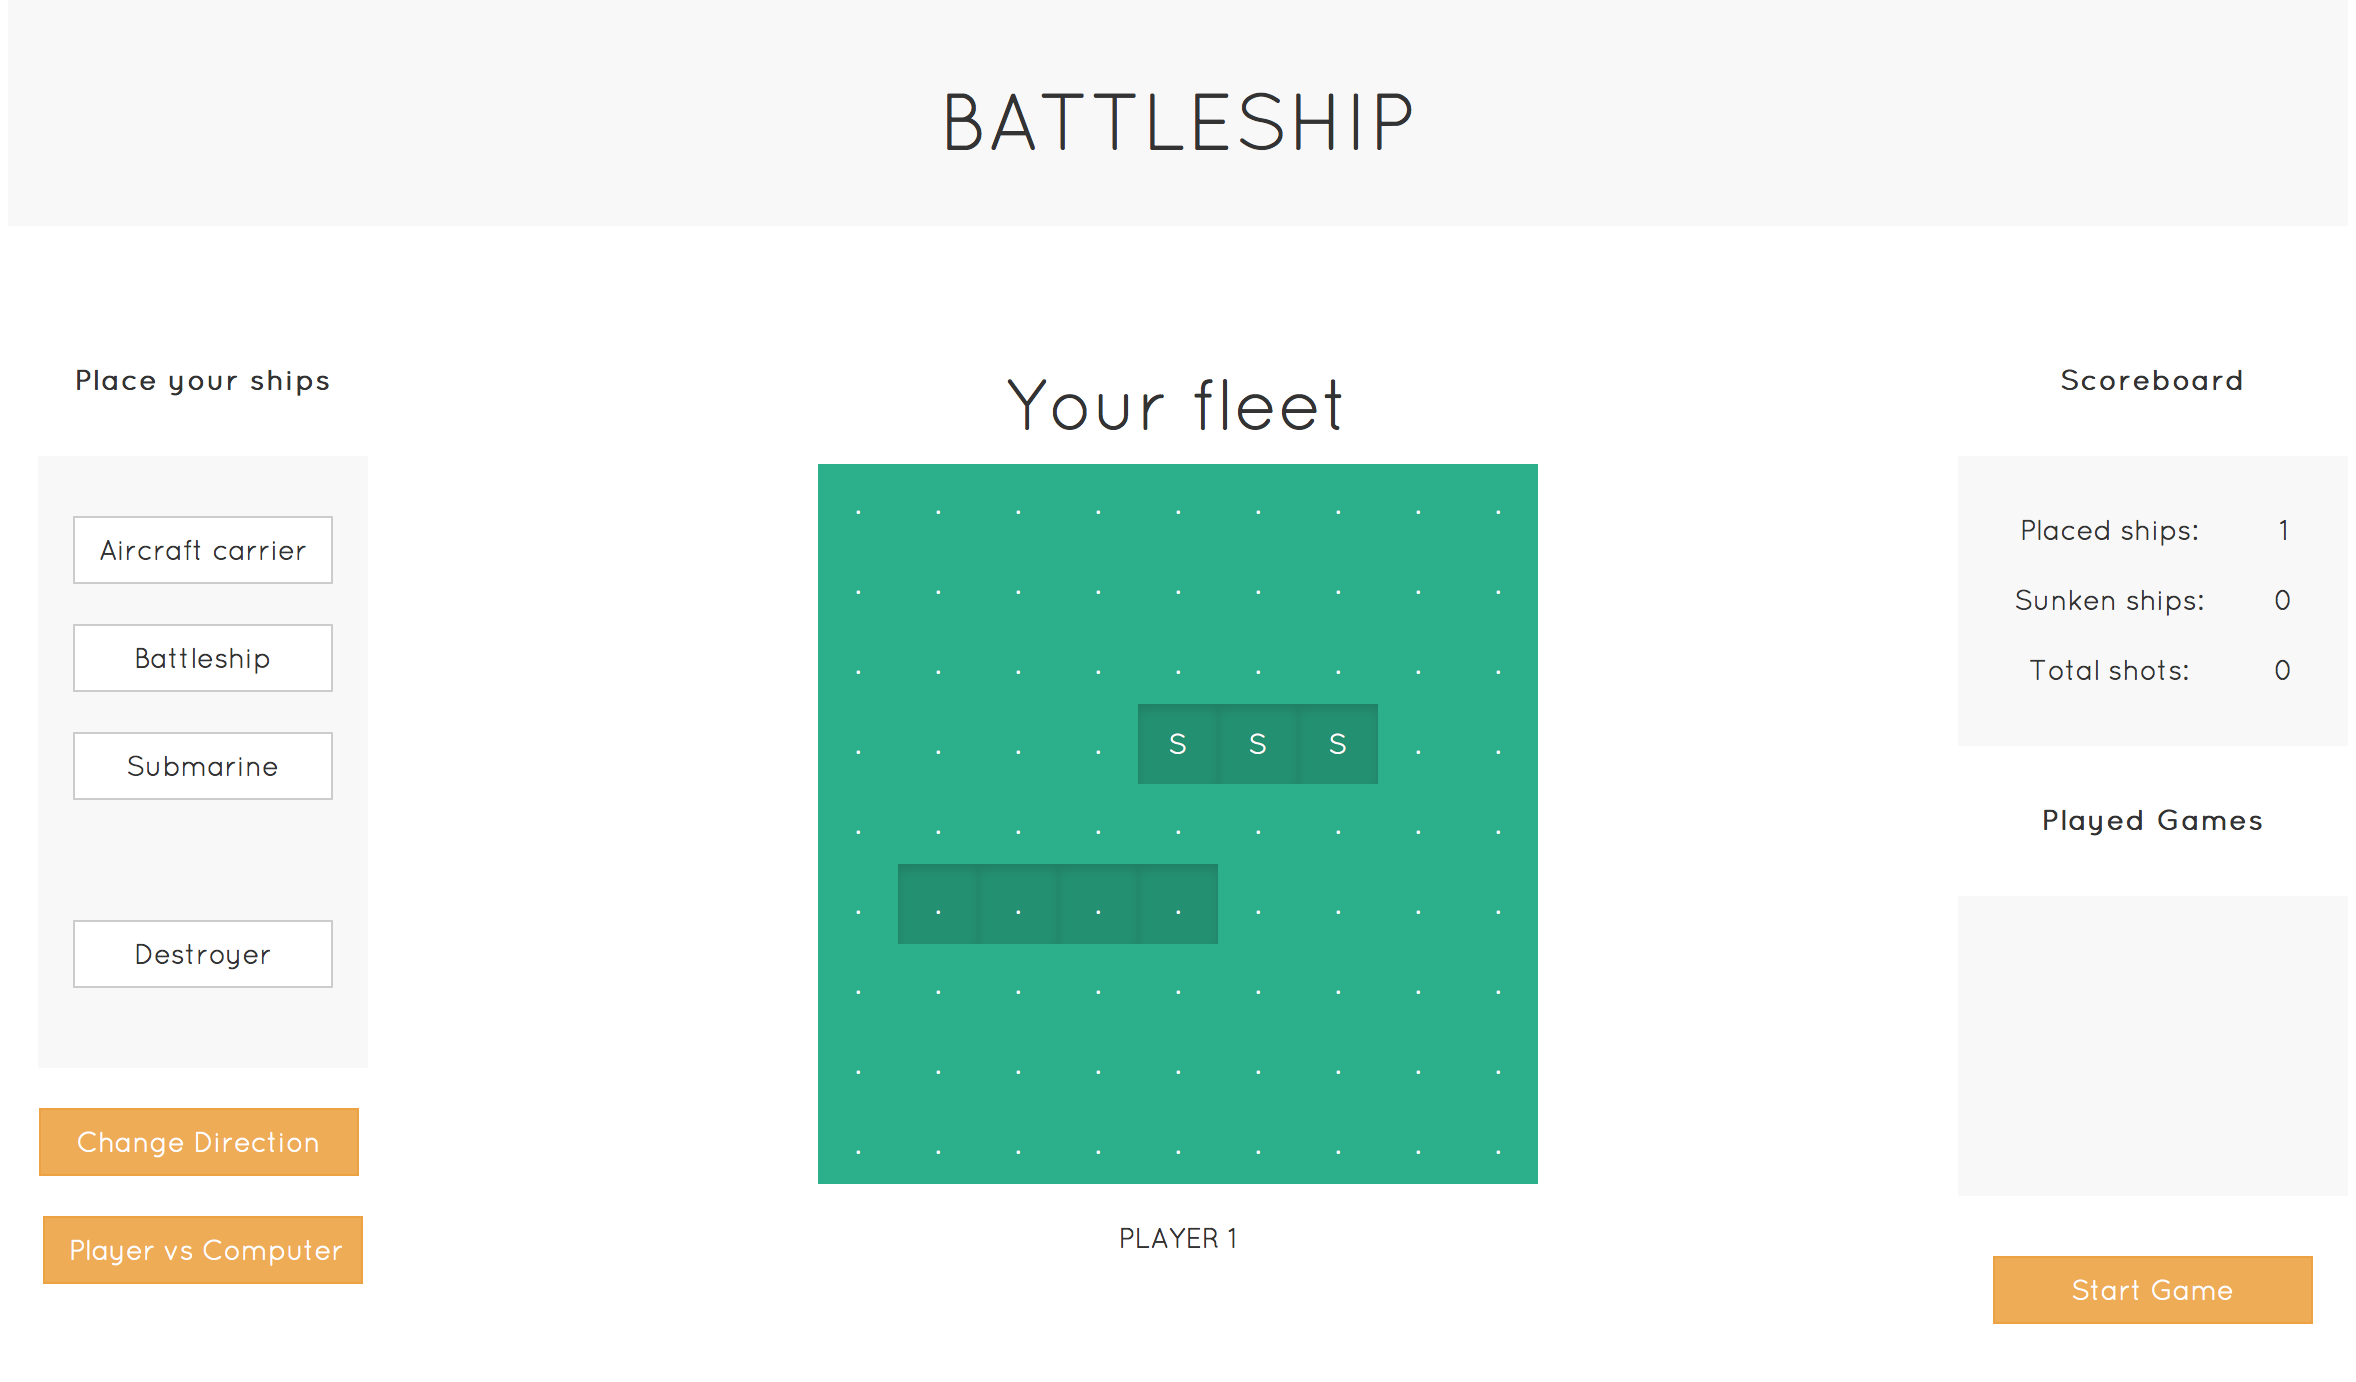 BATTLESHIP
Place your ships
Aircraft carrier
Battleship
Submarine
Destroyer
Change Direction
Player vs Computer
Your fleet
. . . . . . . . .
. . . . . . . . .
. . . . . . . . .
. . . . S S S . .
. . . . . . . . .
. . . . . . . . .
. . . . . . . . .
. . . . . . . . .
. . . . . . . . .
PLAYER 1
Scoreboard
Placed ships: 1
Sunken ships: 0
Total shots: 0
Played Games
Start Game